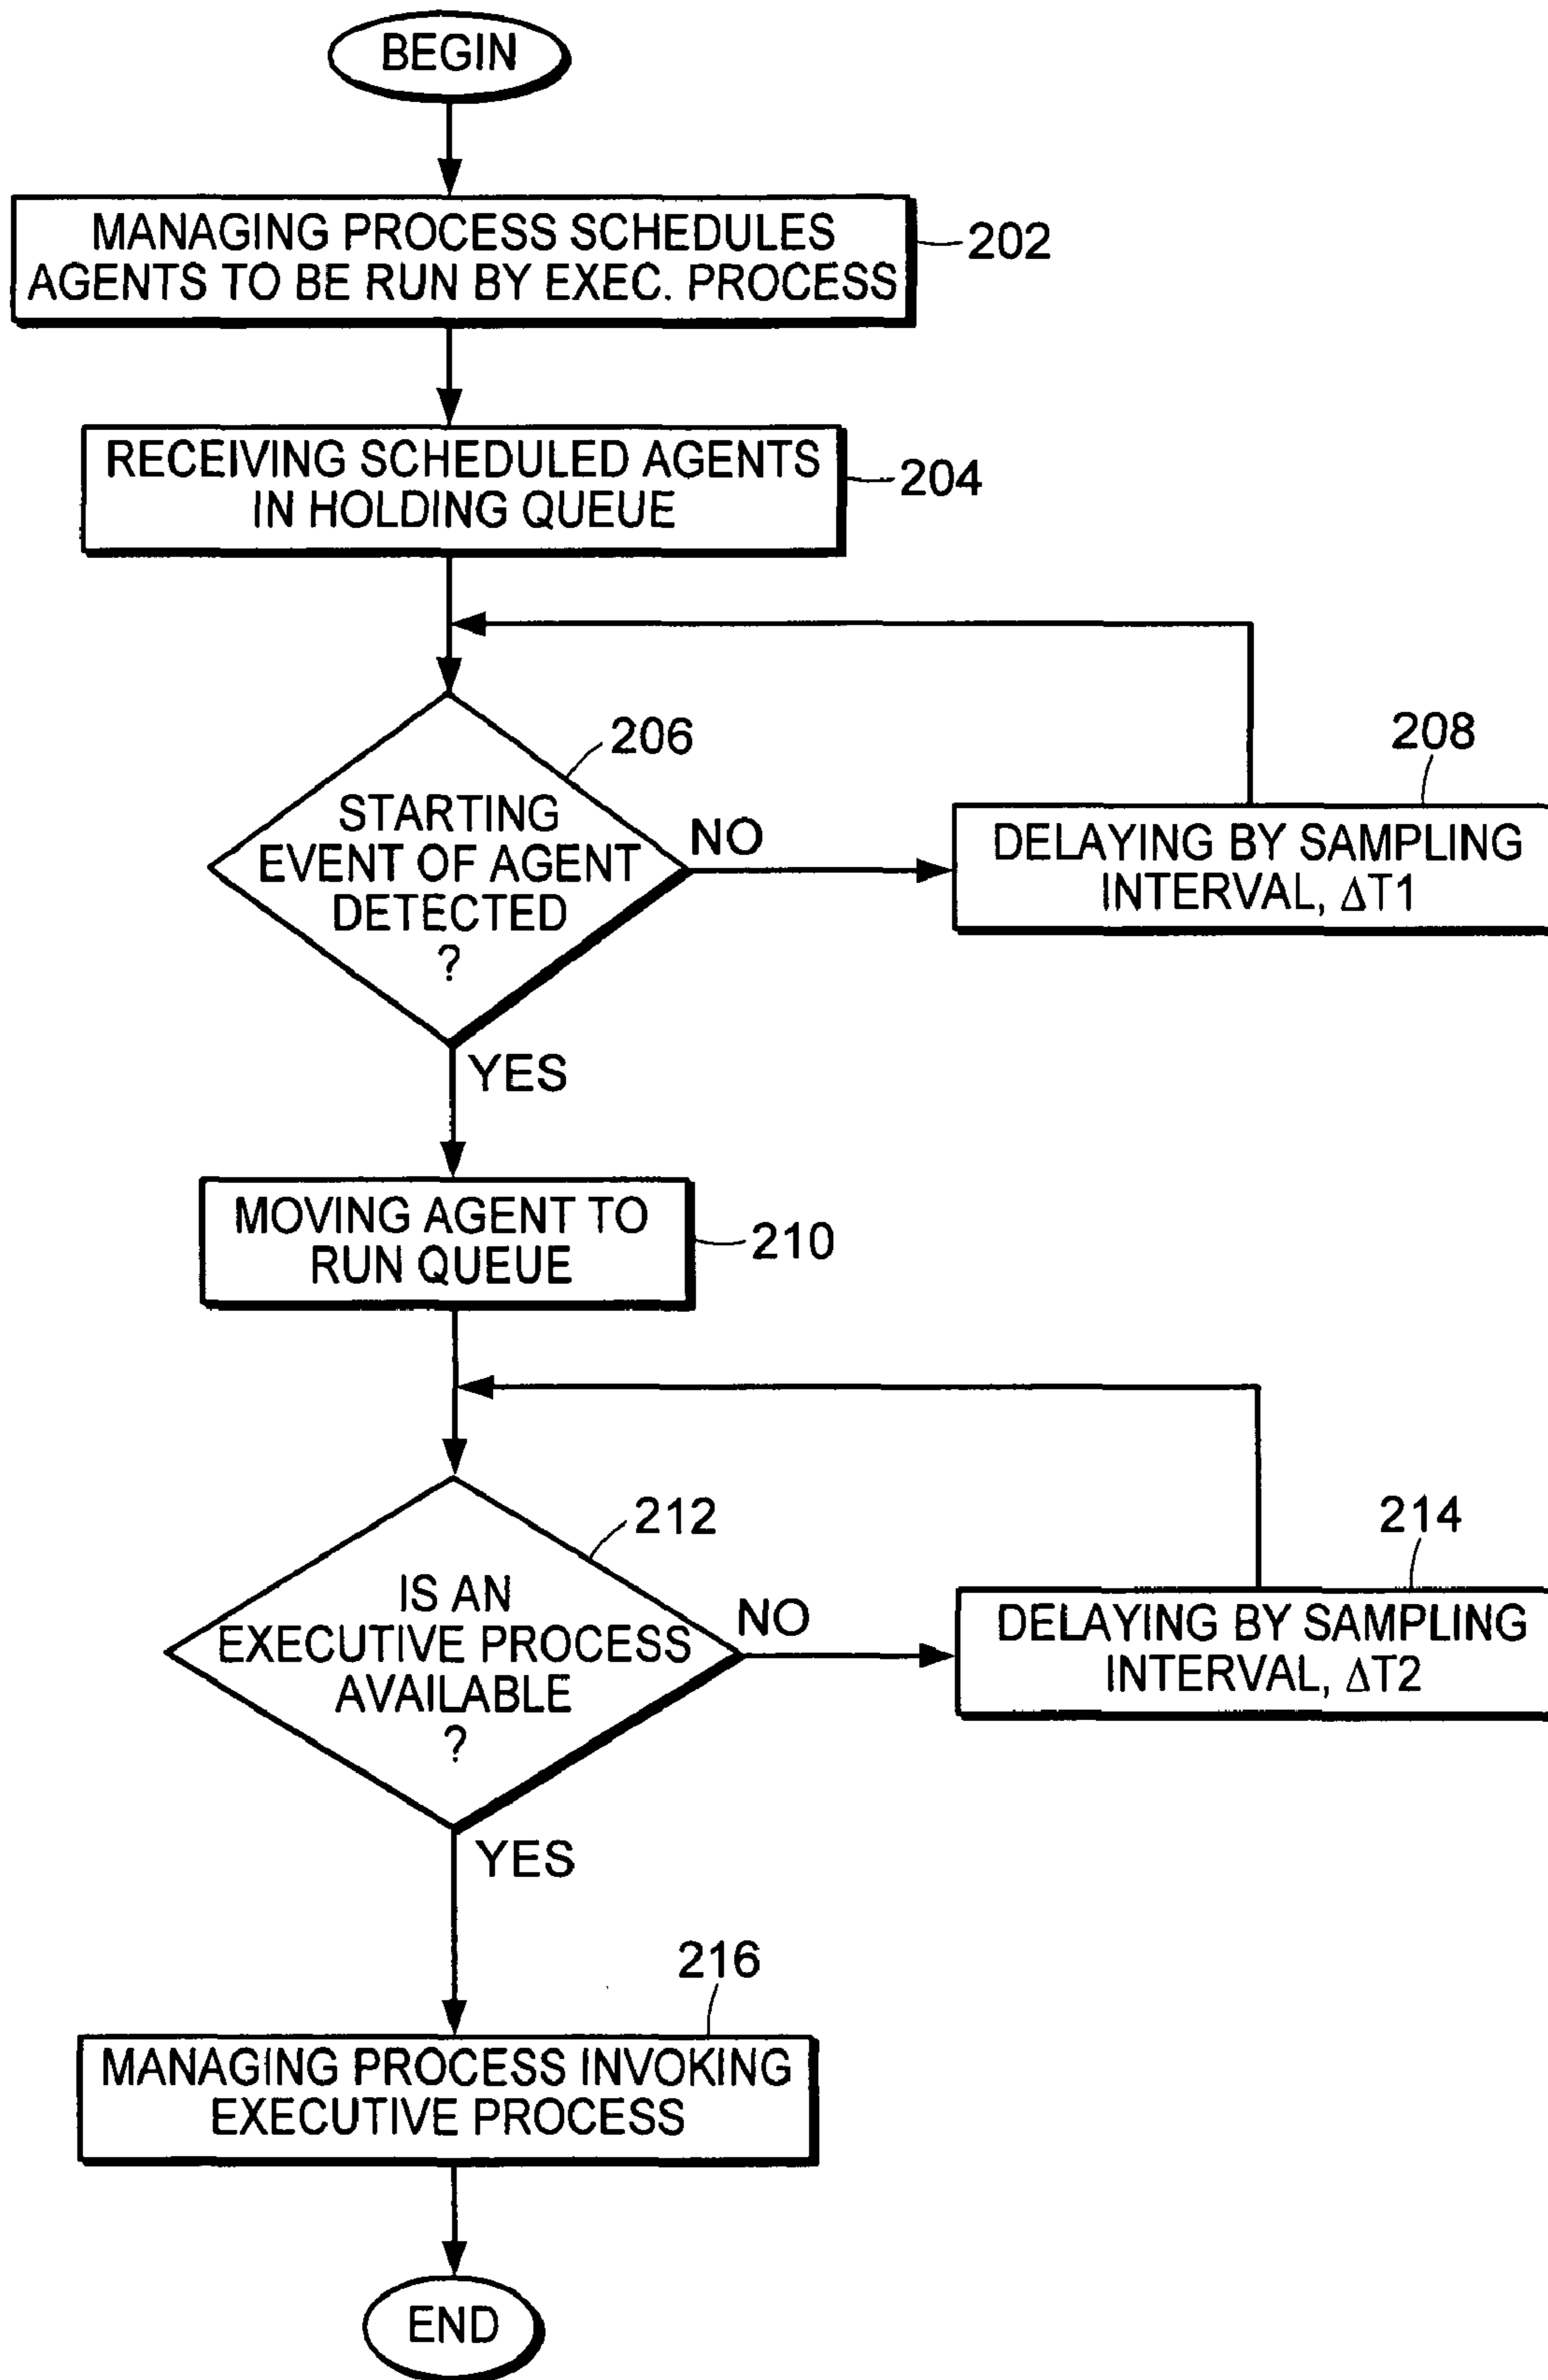 BEGIN
MANAGING PROCESS SCHEDULES
AGENTS TO BE RUN BY EXEC. PROCESS
202
RECEIVING SCHEDULED AGENTS
IN HOLDING QUEUE
204
206
STARTING
EVENT OF AGENT
DETECTED
?
NO
208
DELAYING BY SAMPLING
INTERVAL, ΔT1
YES
MOVING AGENT TO
RUN QUEUE
210
212
IS AN
EXECUTIVE PROCESS
AVAILABLE
?
NO
214
DELAYING BY SAMPLING
INTERVAL, ΔT2
YES
216
MANAGING PROCESS INVOKING
EXECUTIVE PROCESS
END